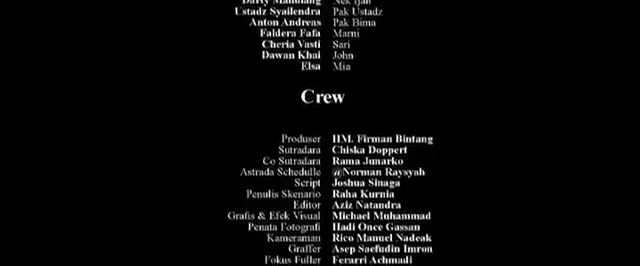 Ustadz Syailendra Pak Ustadz
Anton Andreas Pak Bima
Faldera Fafa Marni
Cheria Vasti Sari
Dawan Khai John
Elsa Mia
Crew
Produser HM. Firman Bintang
Sutradara Chiska Doppert
Co Sutradara Rama Junarko
Astrada Schedulle @Norman Raysyah
Script Joshua Sinaga
Penulis Skenario Raha Kurnia
Editor Aziz Natandra
Grafis & Efek Visual Michael Muhammad
Penata Fotografi Hadi Once Gassan
Kameraman Rico Manuel Nadeak
Graffer Asep Saefudin Imron
Fokus Fuller Ferarri Achmadi